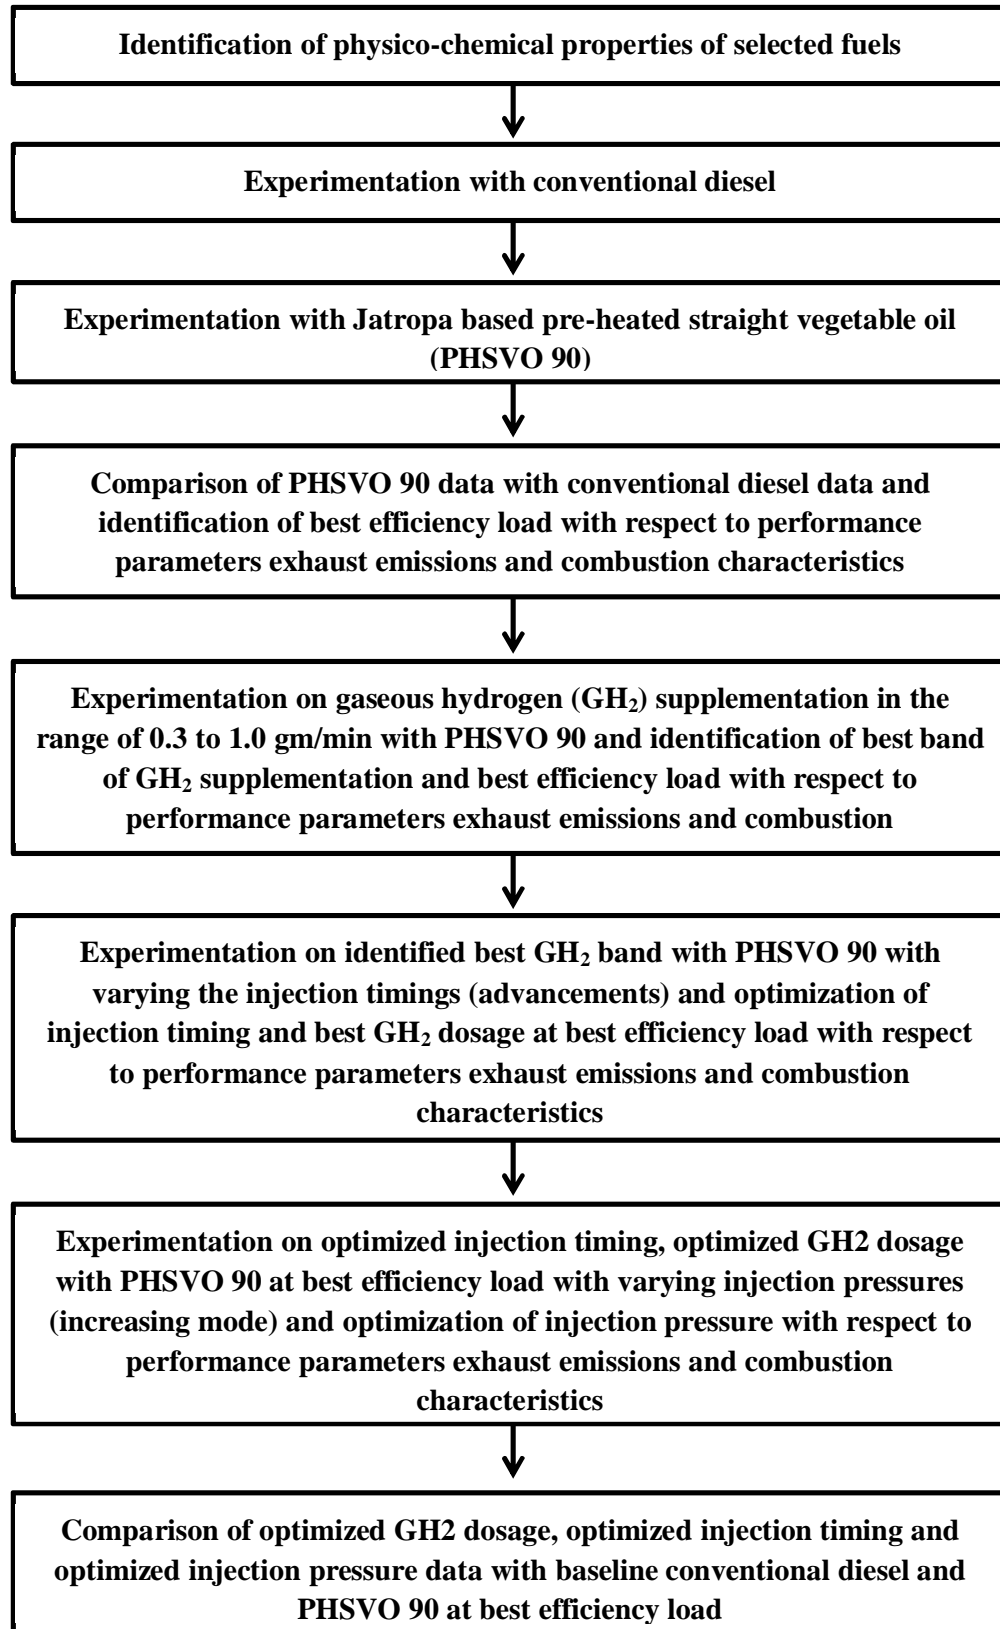 Identification of physico-chemical properties of selected fuels
Experimentation with conventional diesel
Experimentation with Jatropa based pre-heated straight vegetable oil
(PHSVO 90)
Comparison of PHSVO 90 data with conventional diesel data and
identification of best efficiency load with respect to performance
parameters exhaust emissions and combustion characteristics
Experimentation on gaseous hydrogen (GH₂) supplementation in the
range of 0.3 to 1.0 gm/min with PHSVO 90 and identification of best band
of GH₂ supplementation and best efficiency load with respect to
performance parameters exhaust emissions and combustion
Experimentation on identified best GH₂ band with PHSVO 90 with
varying the injection timings (advancements) and optimization of
injection timing and best GH₂ dosage at best efficiency load with respect
to performance parameters exhaust emissions and combustion
characteristics
Experimentation on optimized injection timing, optimized GH2 dosage
with PHSVO 90 at best efficiency load with varying injection pressures
(increasing mode) and optimization of injection pressure with respect to
performance parameters exhaust emissions and combustion
characteristics
Comparison of optimized GH2 dosage, optimized injection timing and
optimized injection pressure data with baseline conventional diesel and
PHSVO 90 at best efficiency load